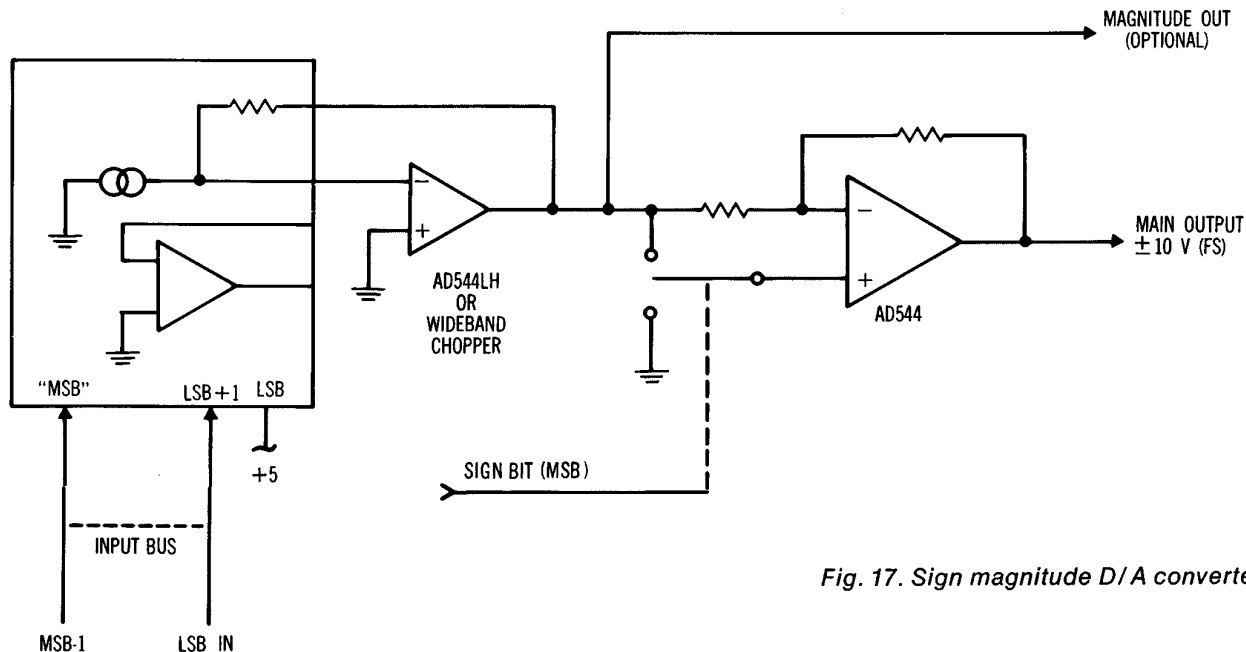 MAGNITUDE OUT
(OPTIONAL)
−
+
AD544LH
OR
WIDEBAND
CHOPPER
−
+
AD544
MAIN OUTPUT
±10 V (FS)
"MSB"
LSB+1
LSB
+5
SIGN BIT (MSB)
INPUT BUS
MSB-1
LSB IN
Fig. 17. Sign magnitude D/A converte